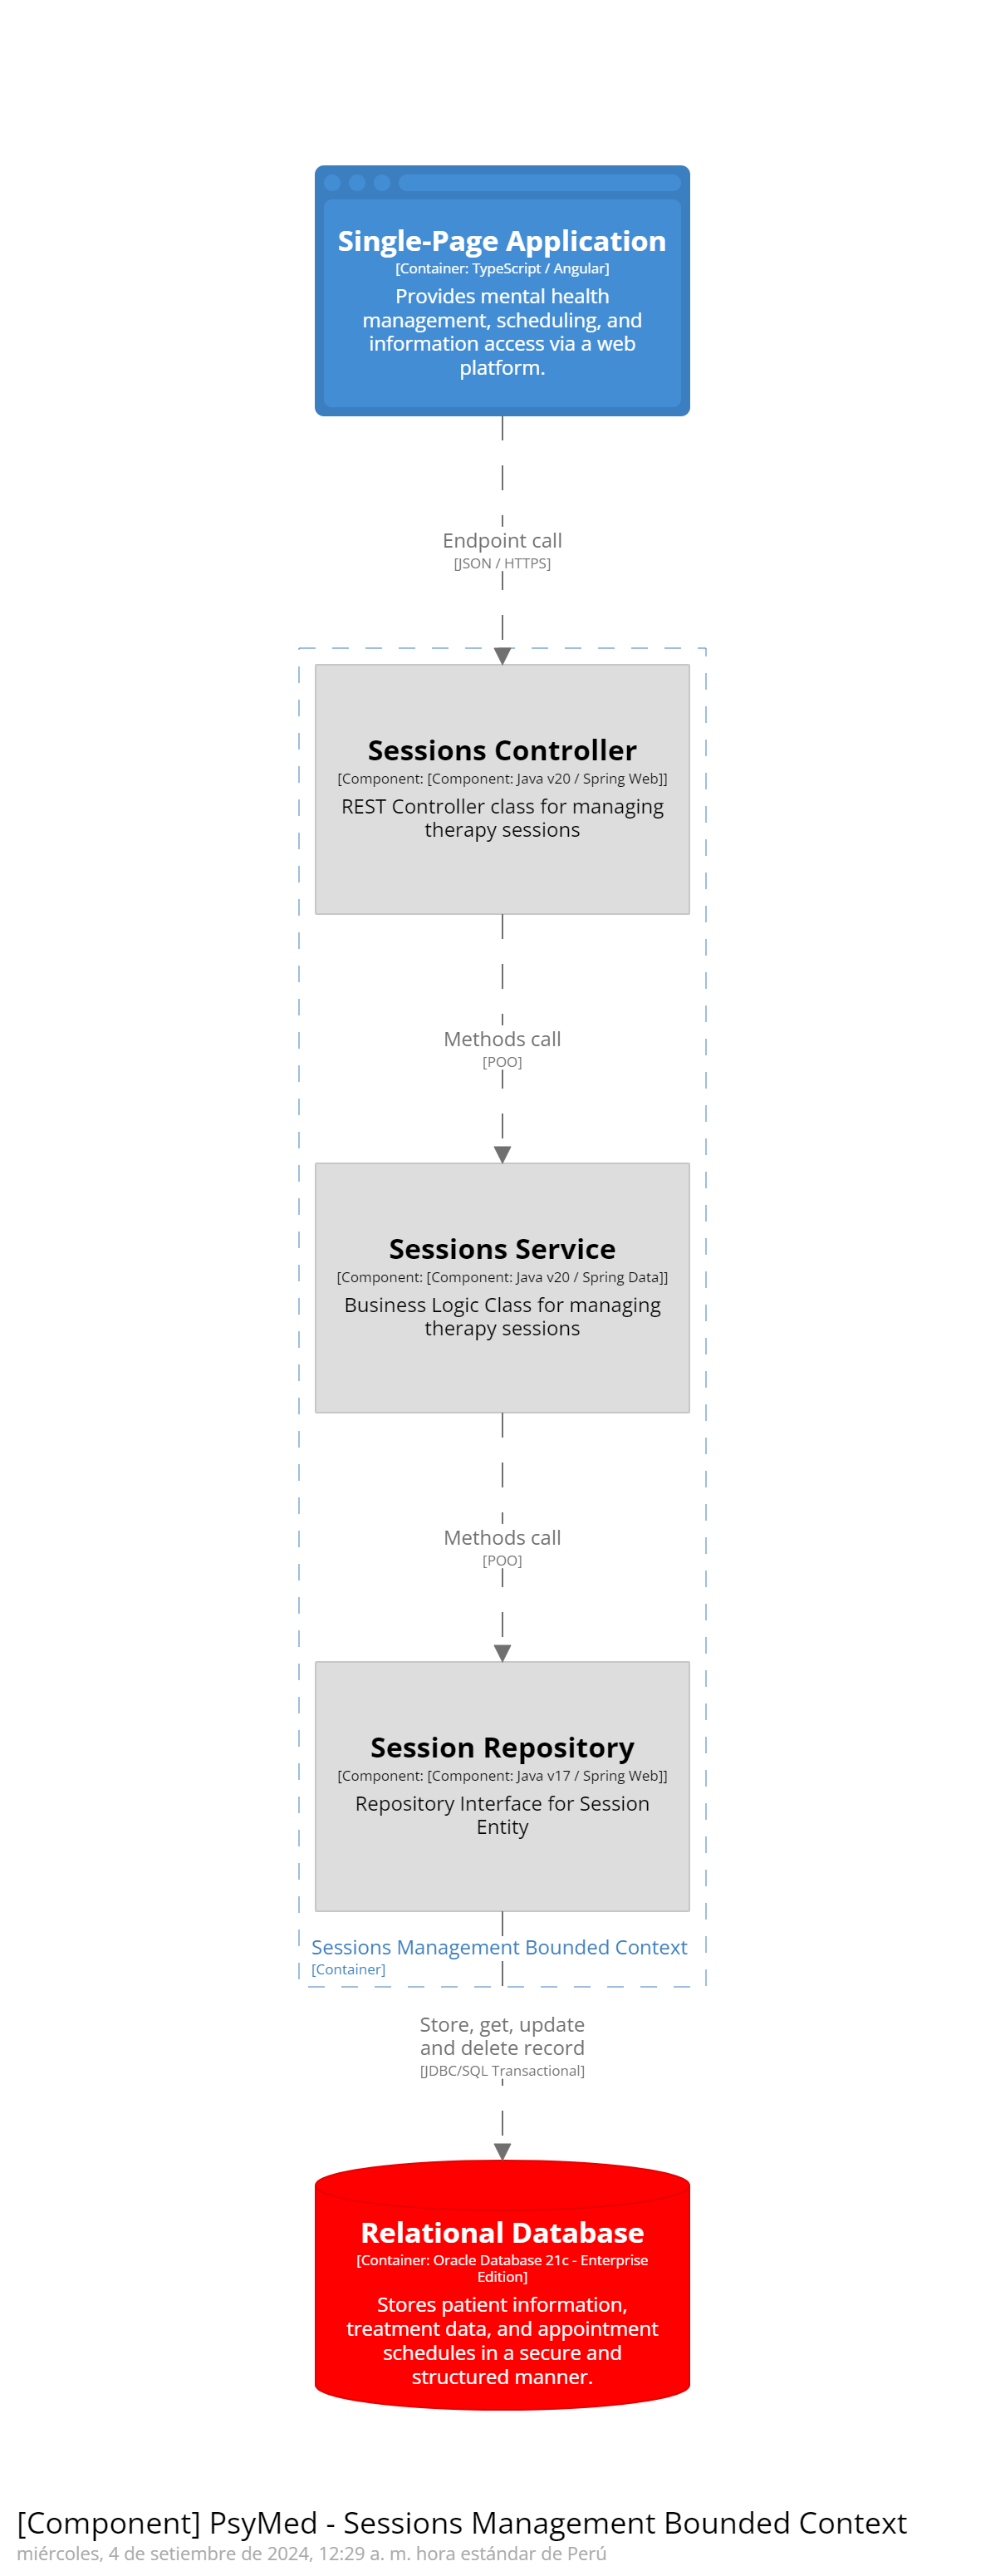 Single-Page Application
[Container: TypeScript / Angular]
Provides mental health
management, scheduling, and
information access via a web
platform.
Endpoint call
[JSON / HTTPS]
Sessions Controller
[Component: [Component: Java v20 / Spring Web]]
REST Controller class for managing
therapy sessions
Methods call
[POO]
Sessions Service
[Component: [Component: Java v20 / Spring Data]]
Business Logic Class for managing
therapy sessions
Methods call
[POO]
Session Repository
[Component: [Component: Java v17 / Spring Web]]
Repository Interface for Session
Entity
Sessions Management Bounded Context
[Container]
Store, get, update
and delete record
[JDBC/SQL Transactional]
Relational Database
[Container: Oracle Database 21c - Enterprise
Edition]
Stores patient information,
treatment data, and appointment
schedules in a secure and
structured manner.
[Component] PsyMed - Sessions Management Bounded Context
miércoles, 4 de setiembre de 2024, 12:29 a. m. hora estándar de Perú